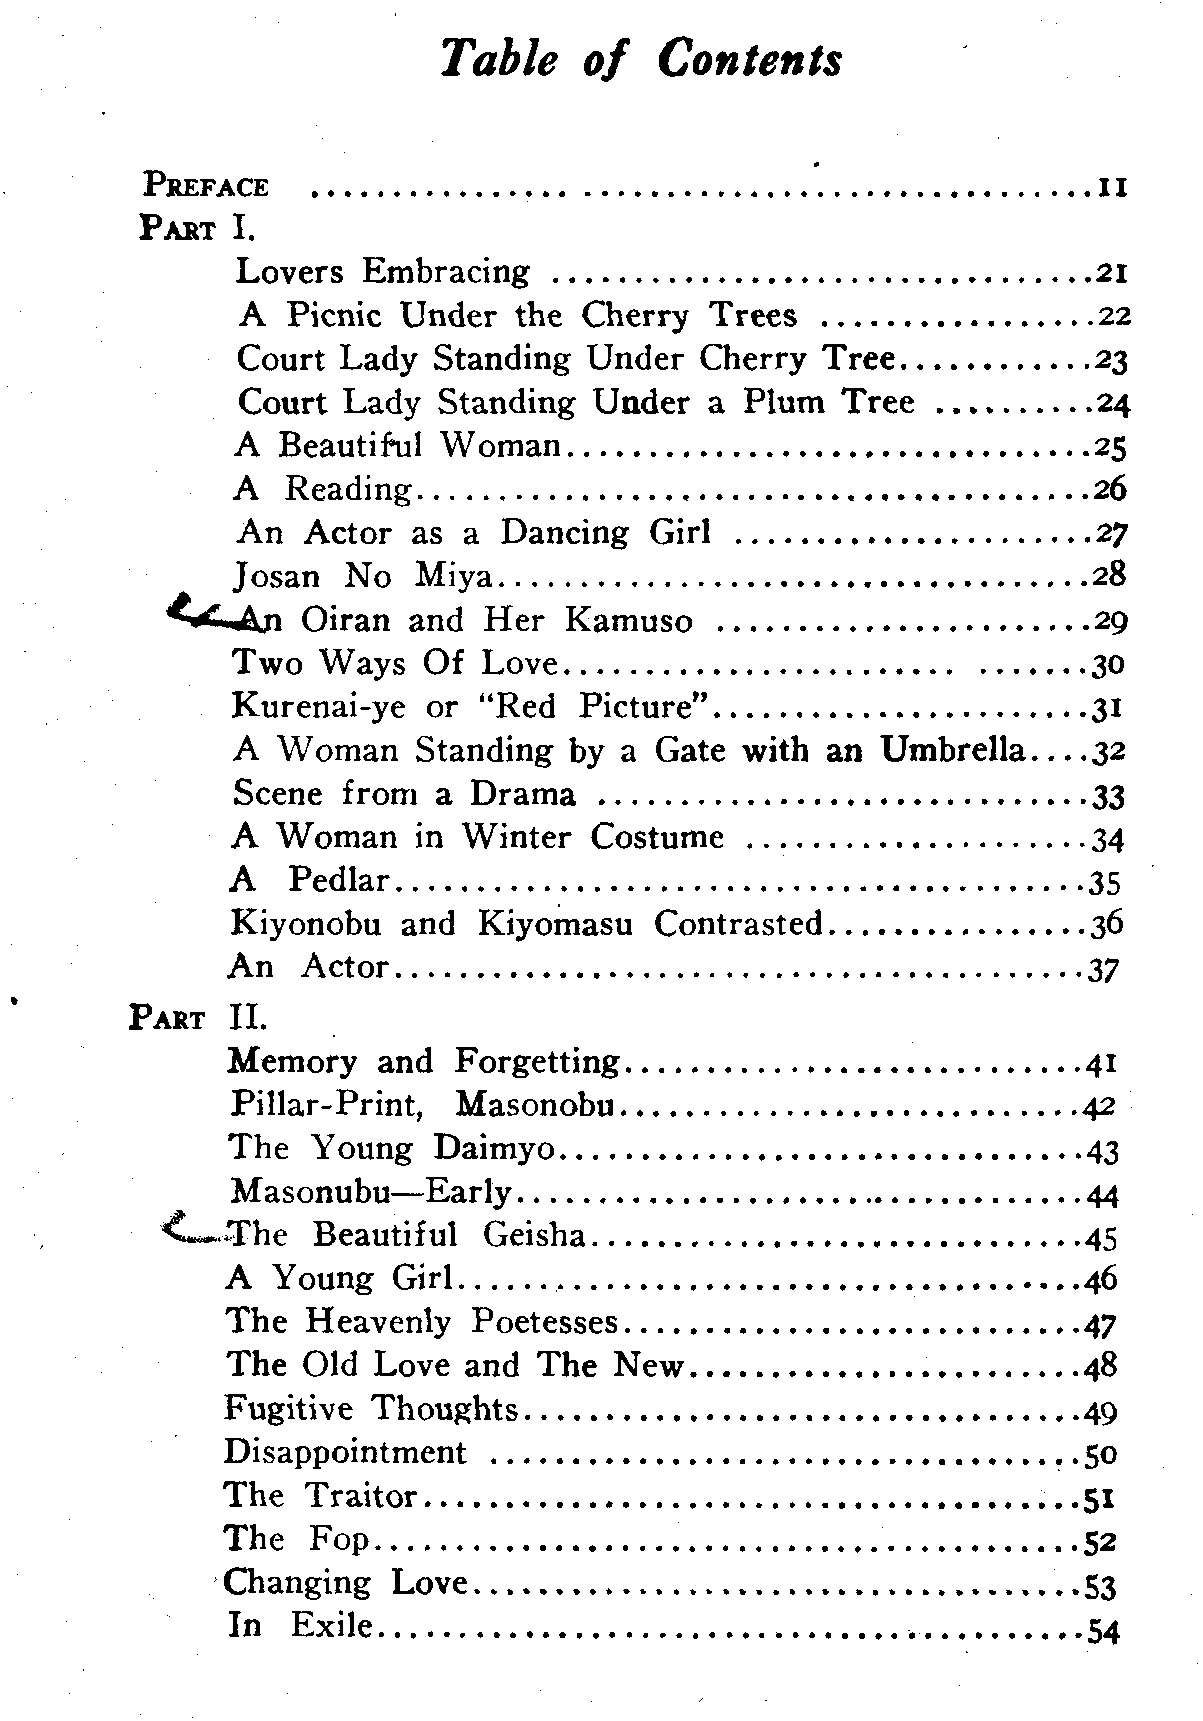 Table of Contents
PREFACE ................................................11
PART I.
Lovers Embracing .................................21
A Picnic Under the Cherry Trees .................22
Court Lady Standing Under Cherry Tree............23
Court Lady Standing Under a Plum Tree ..........24
A Beautiful Woman................................25
A Reading.........................................26
An Actor as a Dancing Girl ......................27
Josan No Miya....................................28
An Oiran and Her Kamuso .......................29
Two Ways Of Love........................ .......30
Kurenai-ye or "Red Picture".......................31
A Woman Standing by a Gate with an Umbrella....32
Scene from a Drama ..............................33
A Woman in Winter Costume .....................34
A Pedlar..........................................35
Kiyonobu and Kiyomasu Contrasted................36
An Actor..........................................37
PART II.
Memory and Forgetting............................41
Pillar-Print, Masonobu............................42
The Young Daimyo................................43
Masonubu—Early..................................44
The Beautiful Geisha..............................45
A Young Girl......................................46
The Heavenly Poetesses............................47
The Old Love and The New........................48
Fugitive Thoughts..................................49
Disappointment ....................................50
The Traitor........................................51
The Fop...........................................52
Changing Love.....................................53
In Exile...........................................54